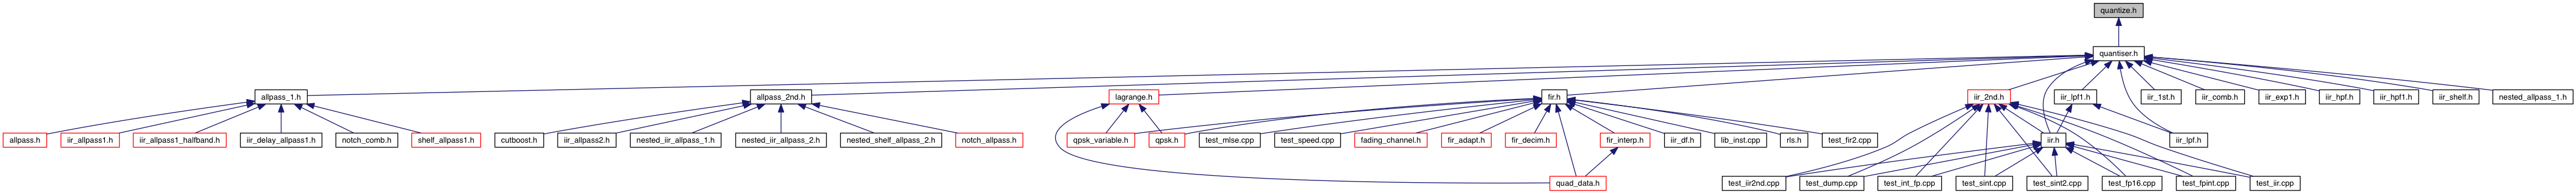 quantize.h
quantiser.h
allpass_1.h
allpass_2nd.h
lagrange.h
fir.h
iir_2nd.h
iir_lpf1.h
iir_1st.h
iir_comb.h
iir_exp1.h
iir_hpf.h
iir_hpf1.h
iir_shelf.h
nested_allpass_1.h
allpass.h
iir_allpass1.h
iir_allpass1_halfband.h
iir_delay_allpass1.h
notch_comb.h
shelf_allpass1.h
cutboost.h
iir_allpass2.h
nested_iir_allpass_1.h
nested_iir_allpass_2.h
nested_shelf_allpass_2.h
notch_allpass.h
qpsk_variable.h
qpsk.h
test_mlse.cpp
test_speed.cpp
fading_channel.h
fir_adapt.h
fir_decim.h
fir_interp.h
iir_df.h
lib_inst.cpp
rls.h
test_fir2.cpp
iir.h
iir_lpf.h
quad_data.h
test_iir2nd.cpp
test_dump.cpp
test_int_fp.cpp
test_sint.cpp
test_sint2.cpp
test_fp16.cpp
test_fpint.cpp
test_iir.cpp